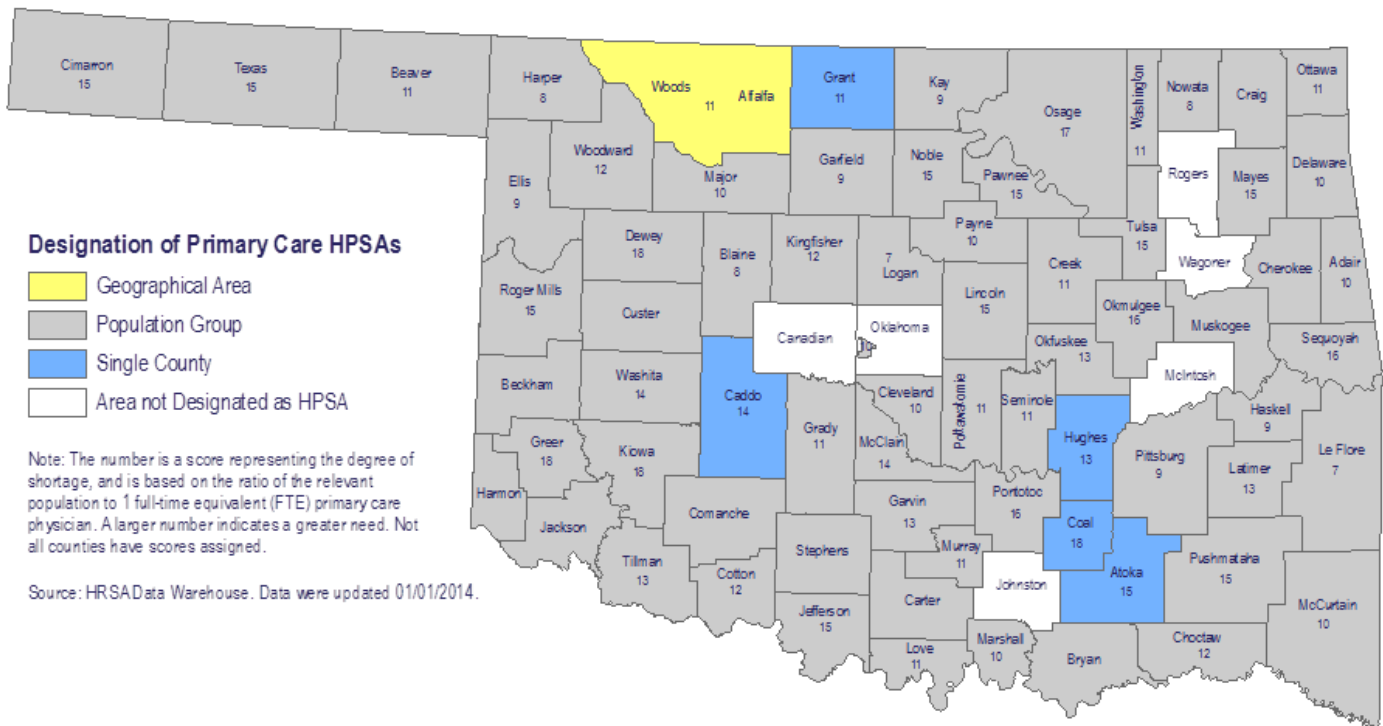 Cimarron
15
Texas
15
Beaver
11
Harper
8
Woods
11
Alfalfa
Grant
11
Kay
9
Osage
17
Washington
11
Nowata
8
Craig
Ottawa
11
Woodward
12
Ellis
9
Major
10
Garfield
9
Noble
15
Pawnee
15
Rogers
Mayes
15
Delaware
10
Dewey
18
Blaine
8
Kingfisher
12
7
Logan
Payne
10
Creek
11
Tulsa
15
Wagoner
Cherokee
Adair
10
Roger Mills
15
Custer
Canadian
Oklahoma
Lincoln
15
Okmulgee
16
Muskogee
Sequoyah
16
Okfuskee
13
McIntosh
Beckham
Washita
14
Caddo
14
Grady
11
Cleveland
10
McClain
14
Pottawatomie
11
Seminole
11
Hughes
13
Pittsburg
9
Haskell
9
Latimer
13
Le Flore
7
Greer
18
Kiowa
18
Harmon
Jackson
Comanche
Garvin
13
Pontotoc
16
Coal
18
Tillman
13
Cotton
12
Stephens
Murray
11
Johnston
Atoka
15
Pushmataha
15
McCurtain
10
Jefferson
15
Carter
Love
11
Marshall
10
Bryan
Choctaw
12
Designation of Primary Care HPSAs
Geographical Area
Population Group
Single County
Area not Designated as HPSA
Note: The number is a score representing the degree of
shortage, and is based on the ratio of the relevant
population to 1 full-time equivalent (FTE) primary care
physician. A larger number indicates a greater need. Not
all counties have scores assigned.
Source: HRSA Data Warehouse. Data were updated 01/01/2014.